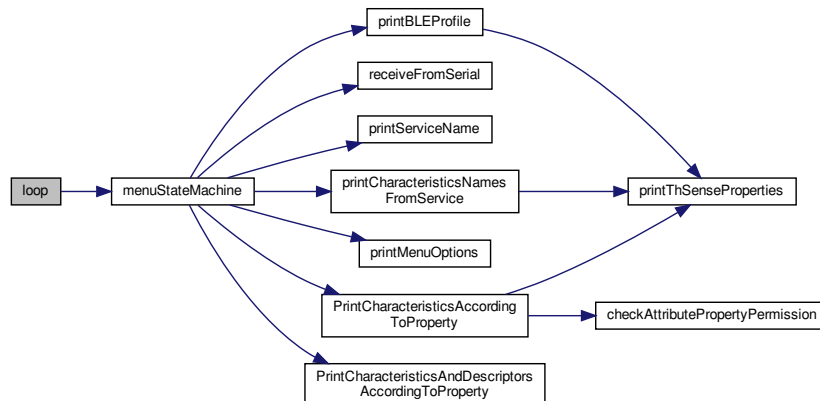 loop
menuStateMachine
printBLEProfile
receiveFromSerial
printServiceName
printCharacteristicsNames
FromService
printMenuOptions
PrintCharacteristicsAccording
ToProperty
PrintCharacteristicsAndDescriptors
AccordingToProperty
printThSenseProperties
checkAttributePropertyPermission